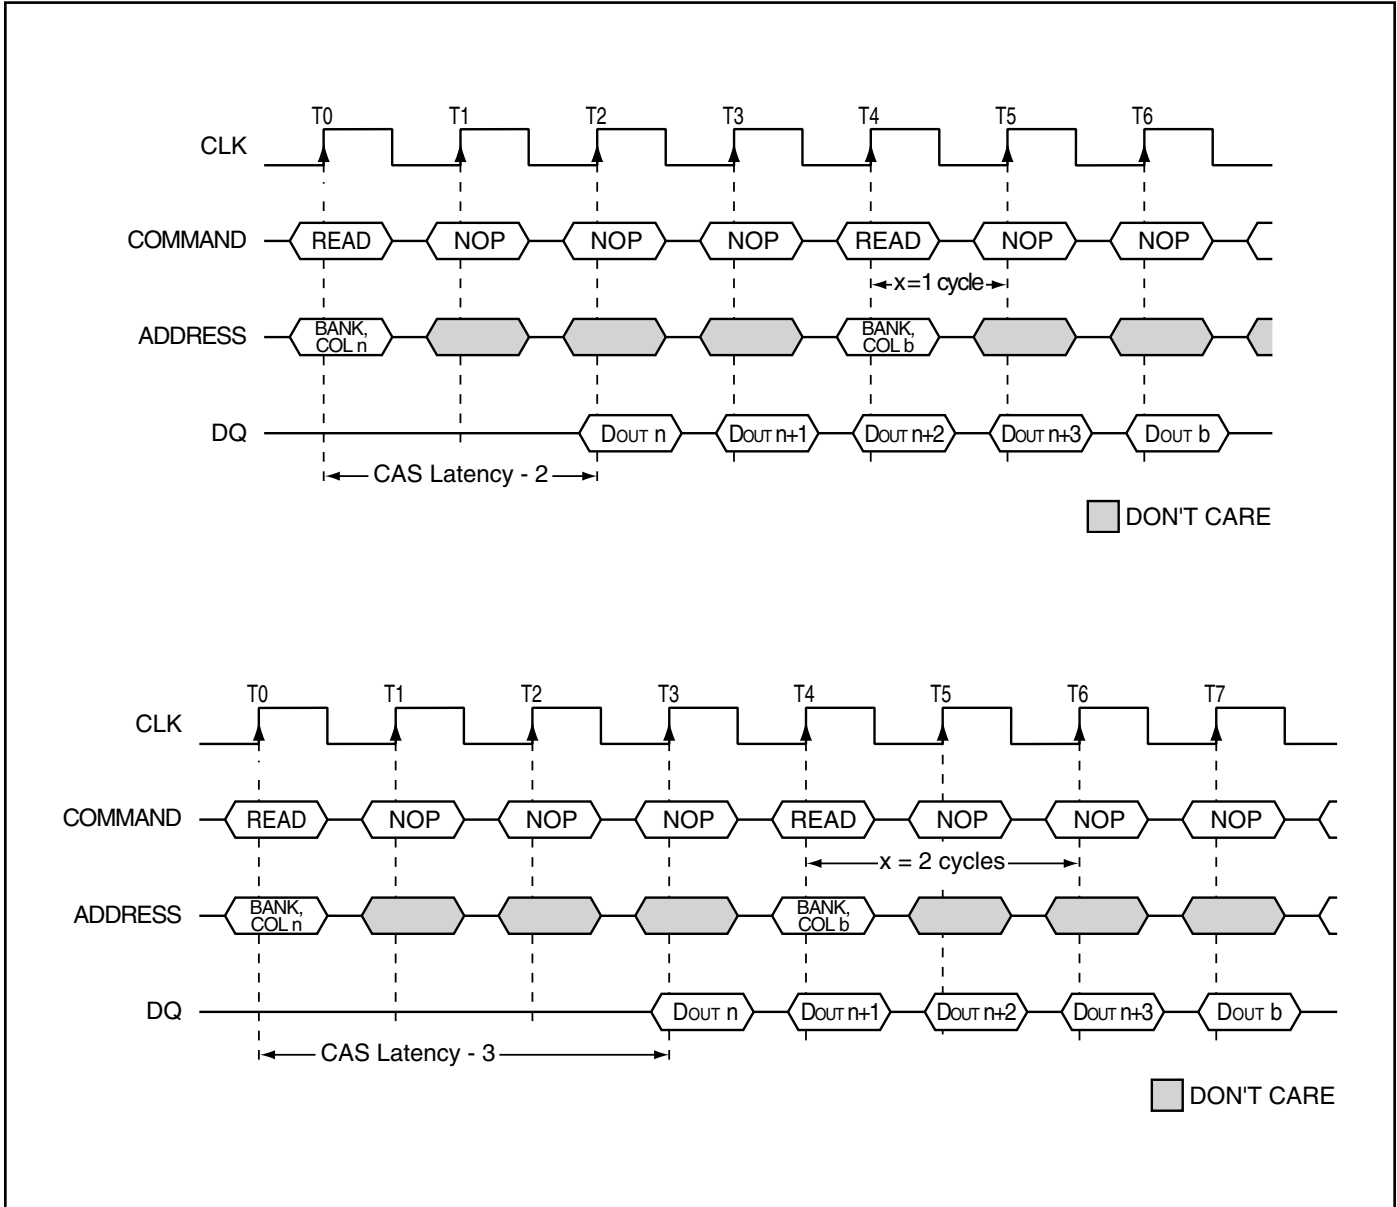 T0 T1 T2 T3 T4 T5 T6
CLK
COMMAND READ NOP NOP NOP READ NOP NOP
x=1 cycle
ADDRESS BANK, COL n BANK, COL b
DQ DOUT n DOUT n+1 DOUT n+2 DOUT n+3 DOUT b
CAS Latency - 2
DON'T CARE
T0 T1 T2 T3 T4 T5 T6 T7
CLK
COMMAND READ NOP NOP NOP READ NOP NOP NOP
x = 2 cycles
ADDRESS BANK, COL n BANK, COL b
DQ DOUT n DOUT n+1 DOUT n+2 DOUT n+3 DOUT b
CAS Latency - 3
DON'T CARE